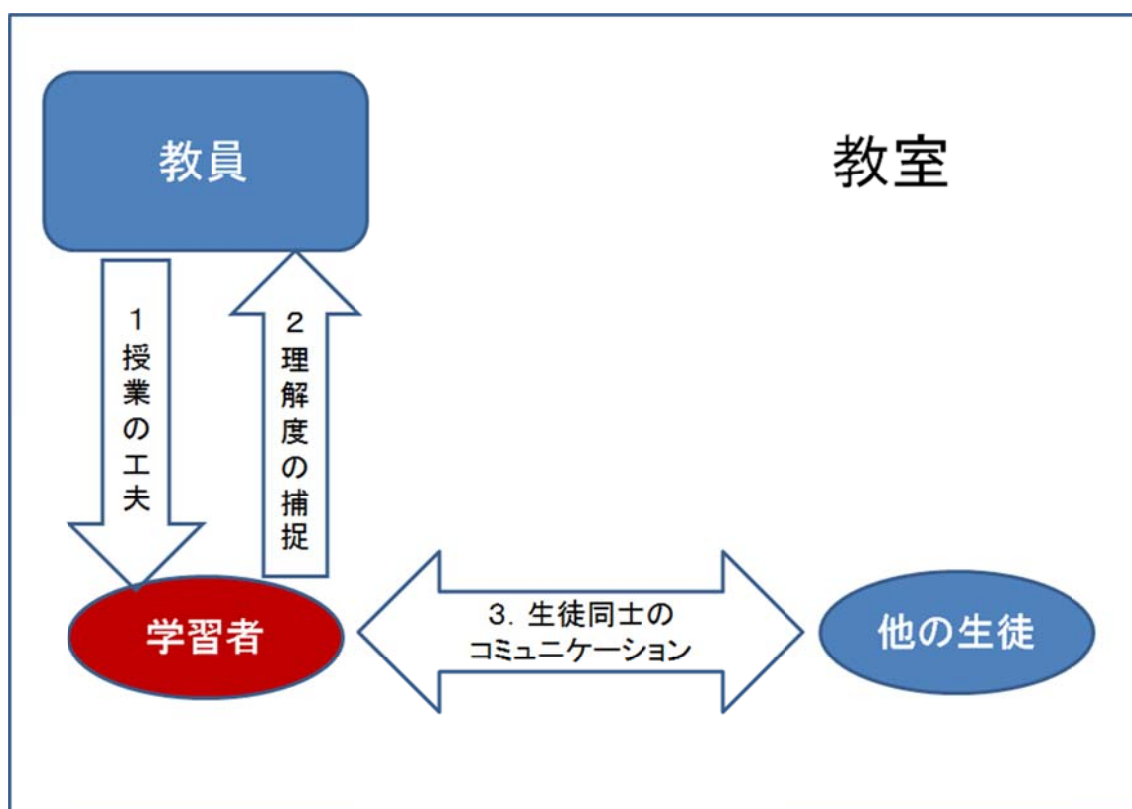 教員
教室
1授業の工夫
2理解度の捕捉
学習者
3. 生徒同士の
コミュニケーション
他の生徒